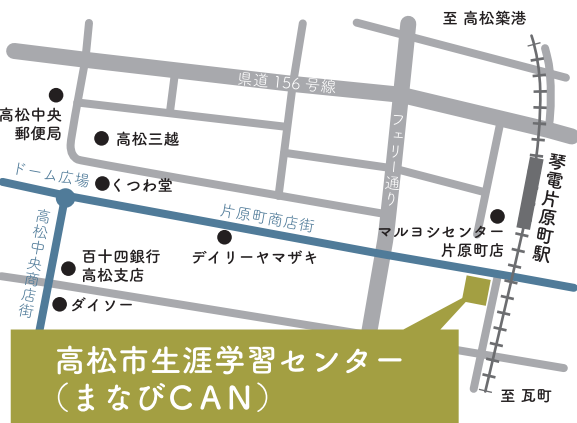 至 高松築港
県道 156 号線
高松中央
郵便局
高松三越
フェリー通り
琴電片原町駅
ドーム広場
くつわ堂
片原町商店街
マルヨシセンター
片原町店
高松中央商店街
デイリーヤマザキ
百十四銀行
高松支店
ダイソー
高松市生涯学習センター
（まなびCAN）
至 瓦町